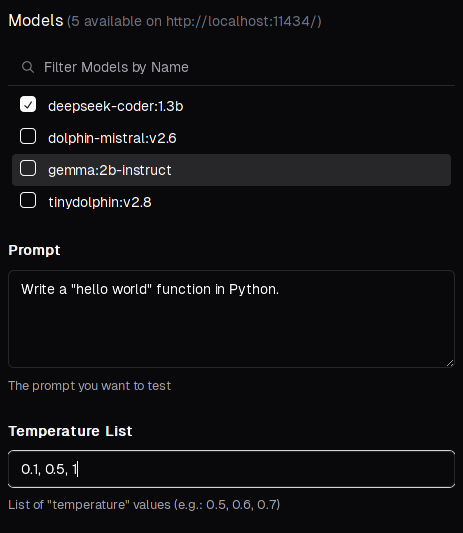 Models (5 available on http://localhost:11434/)
Filter Models by Name
deepseek-coder:1.3b
dolphin-mistral:v2.6
gemma:2b-instruct
tinydolphin:v2.8
Prompt
Write a "hello world" function in Python.
The prompt you want to test
Temperature List
0.1, 0.5, 1
List of "temperature" values (e.g.: 0.5, 0.6, 0.7)